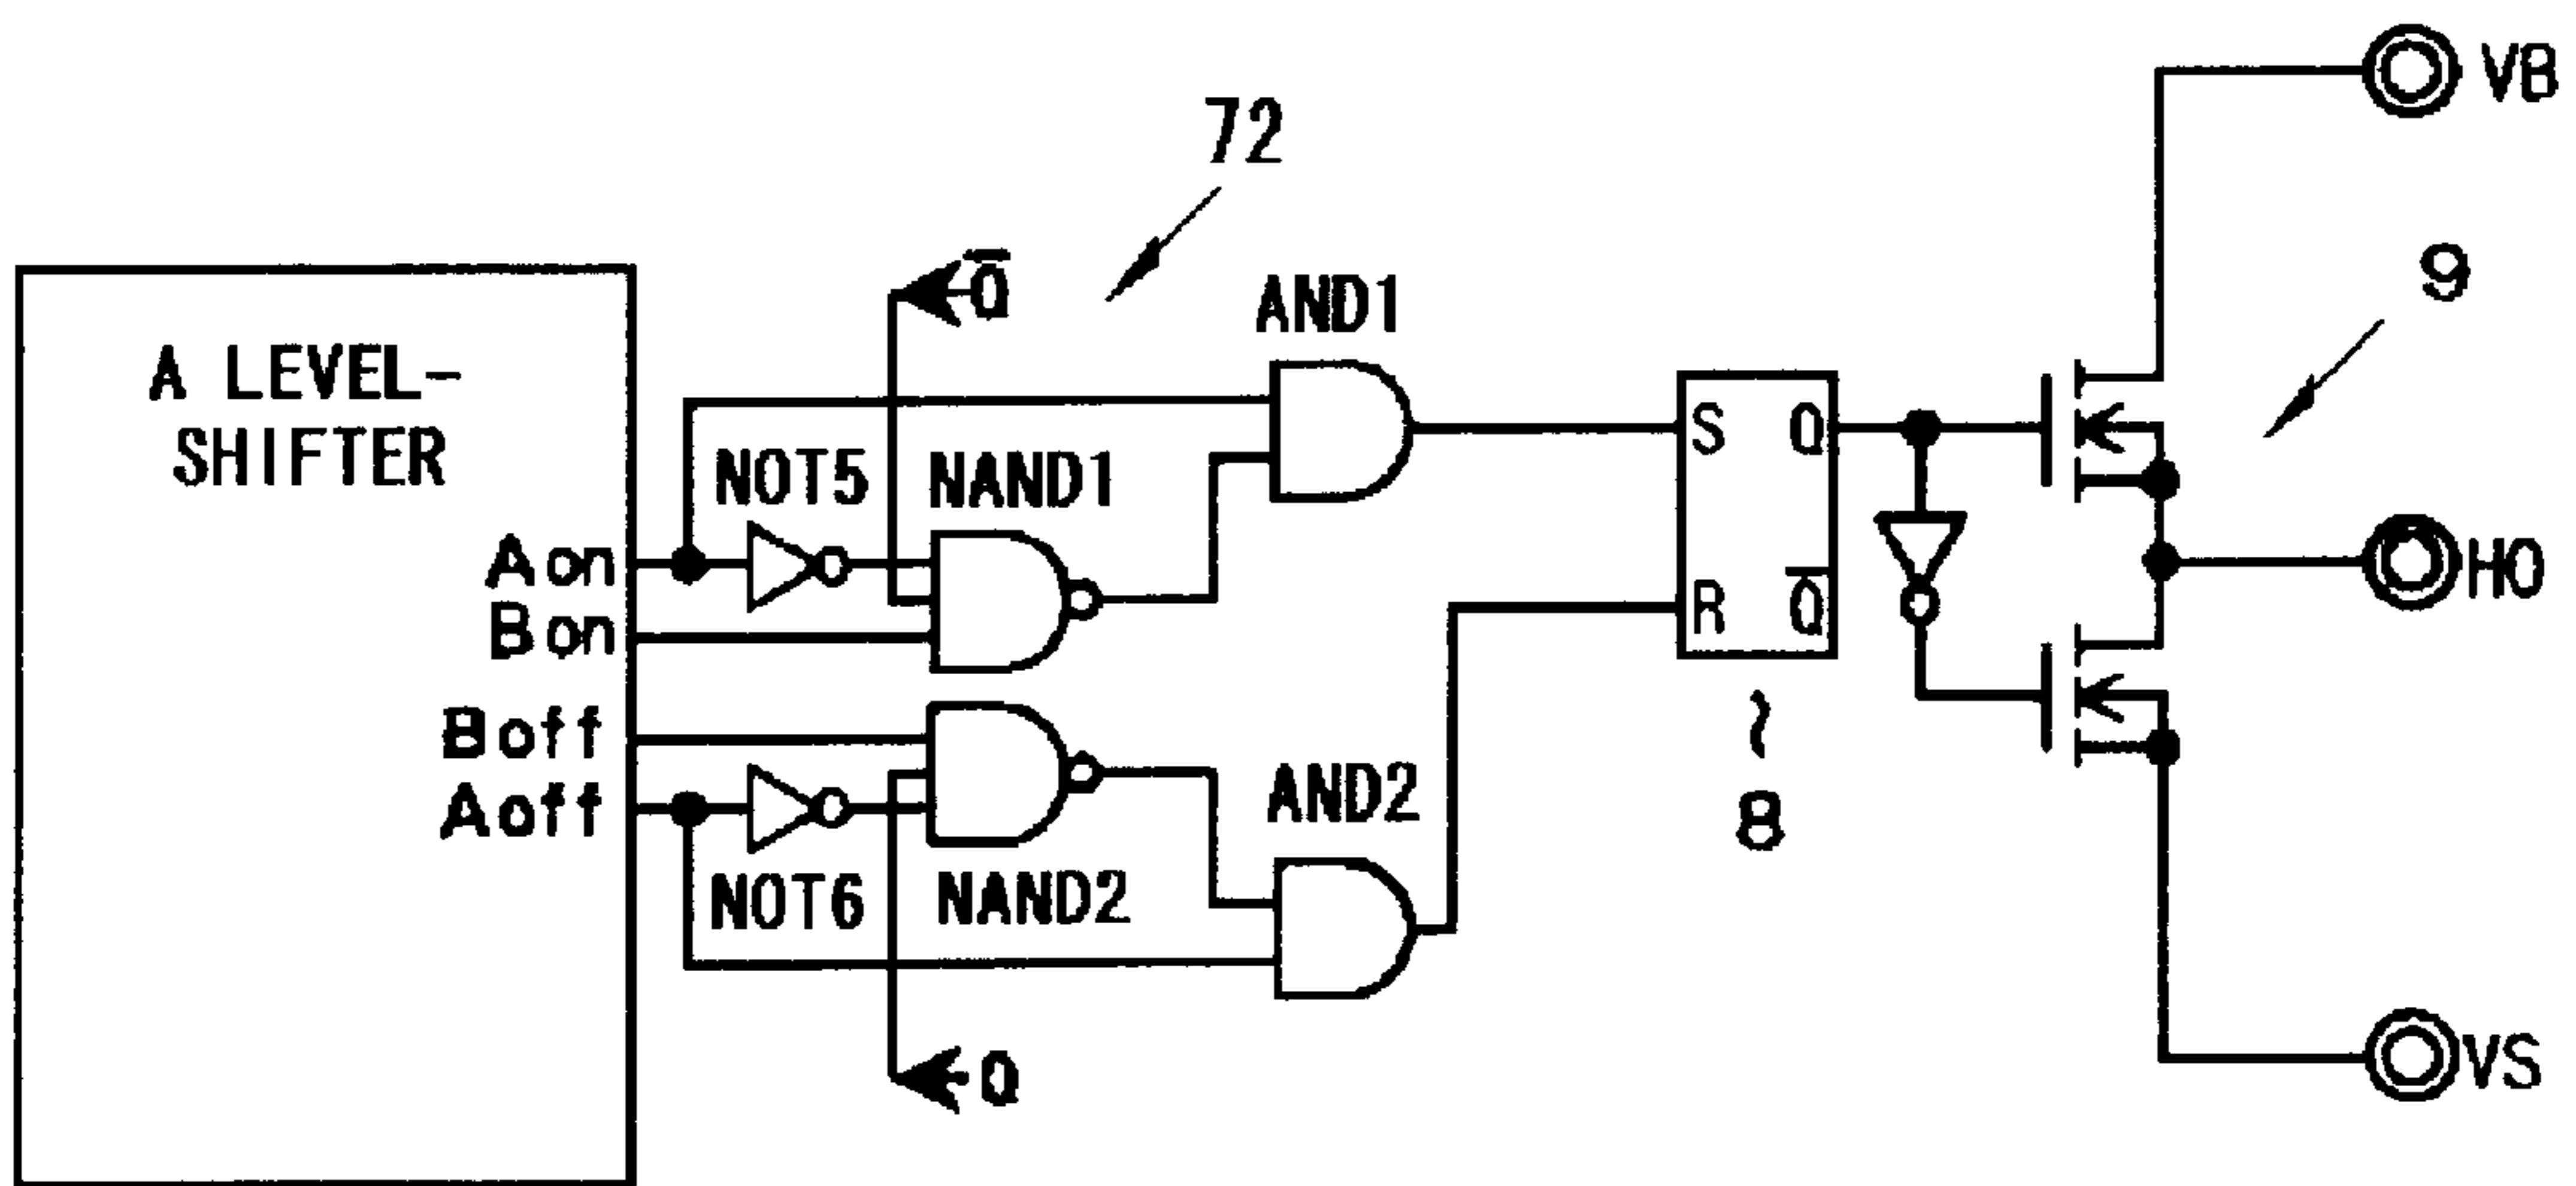 72
VB
Q̅
AND1
9
A LEVEL-
SHIFTER
S
Q
NOT5
NAND1
Aon
Bon
R
Q̅
HO
Boff
Aoff
AND2
8
NOT6
NAND2
Q
VS